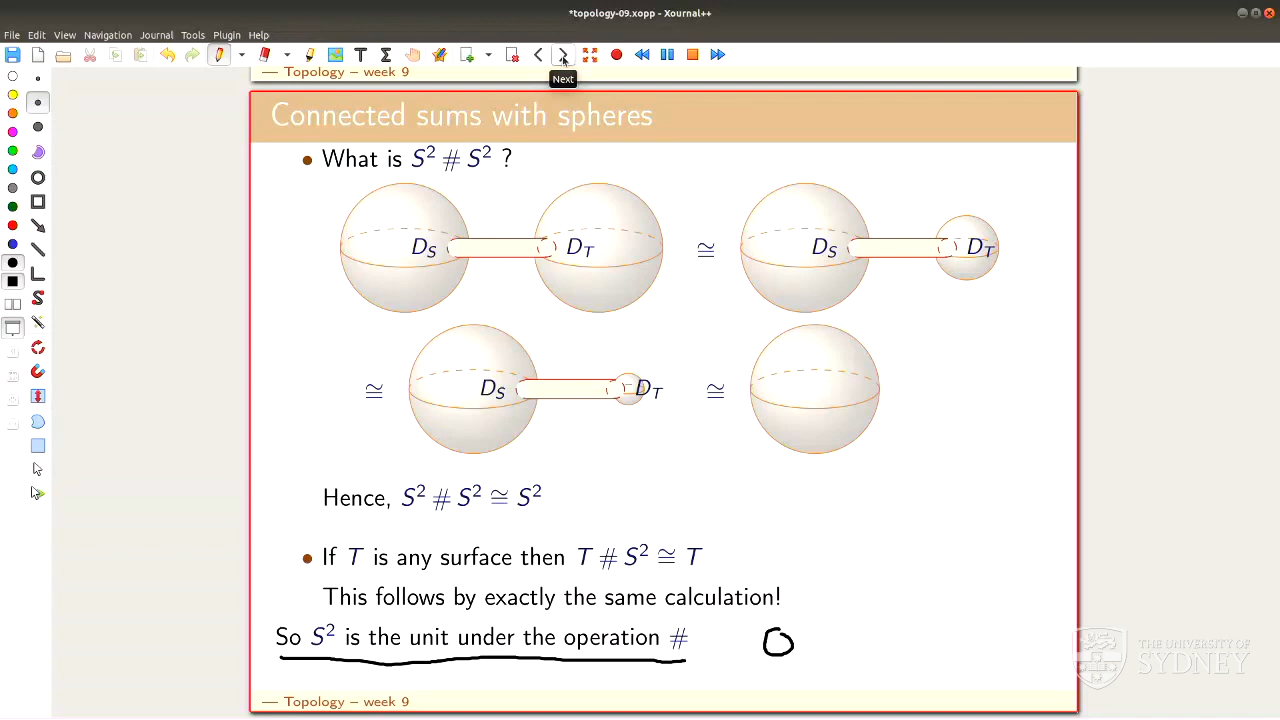 *topology-09.xopp - Xournal++
File Edit View Navigation Journal Tools Plugin Help
Next
— Topology – week 9
Connected sums with spheres
• What is S² # S² ?
D_S D_T ≅ D_S D_T
≅ D_S D_T ≅
Hence, S² # S² ≅ S²
• If T is any surface then T # S² ≅ T
This follows by exactly the same calculation!
So S² is the unit under the operation #
O
THE UNIVERSITY OF
SYDNEY
— Topology – week 9